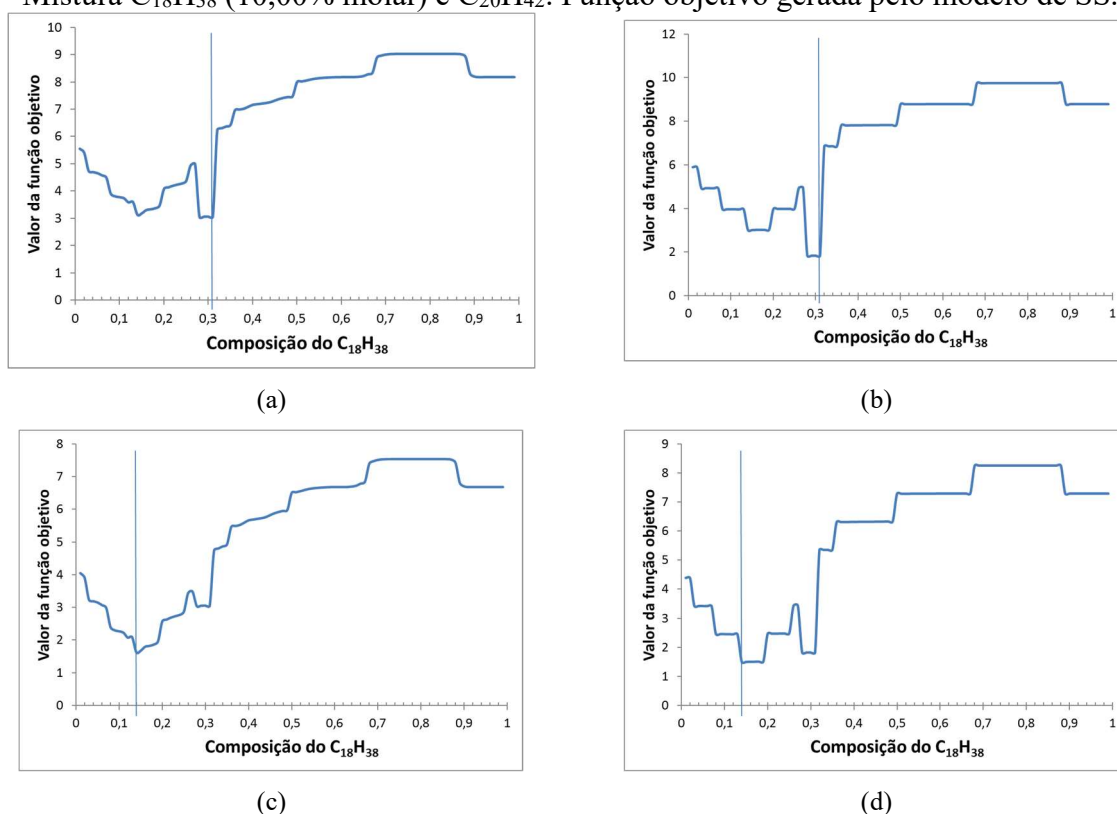 Mistura C₁₈H₃₈ (10,00% molar) e C₂₀H₄₂. Função objetivo gerada pelo modelo de SS.
Valor da função objetivo
10
9
8
7
6
5
4
3
2
1
0
0 0,1 0,2 0,3 0,4 0,5 0,6 0,7 0,8 0,9 1
Composição do C₁₈H₃₈
(a)
Valor da função objetivo
12
10
8
6
4
2
0
0 0,1 0,2 0,3 0,4 0,5 0,6 0,7 0,8 0,9 1
Composição do C₁₈H₃₈
(b)
Valor da função objetivo
8
7
6
5
4
3
2
1
0
0 0,1 0,2 0,3 0,4 0,5 0,6 0,7 0,8 0,9 1
Composição do C₁₈H₃₈
(c)
Valor da função objetivo
9
8
7
6
5
4
3
2
1
0
0 0,1 0,2 0,3 0,4 0,5 0,6 0,7 0,8 0,9 1
Composição do C₁₈H₃₈
(d)